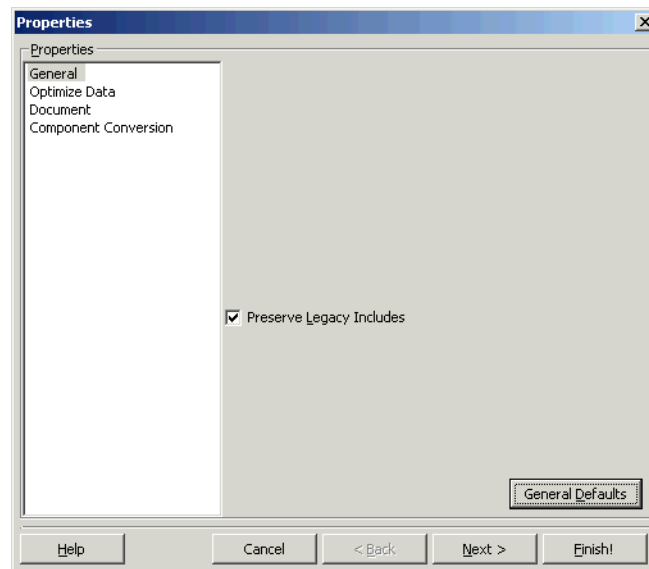 Properties
Properties
General
Optimize Data
Document
Component Conversion
Preserve Legacy Includes
General Defaults
Help Cancel < Back Next > Finish!